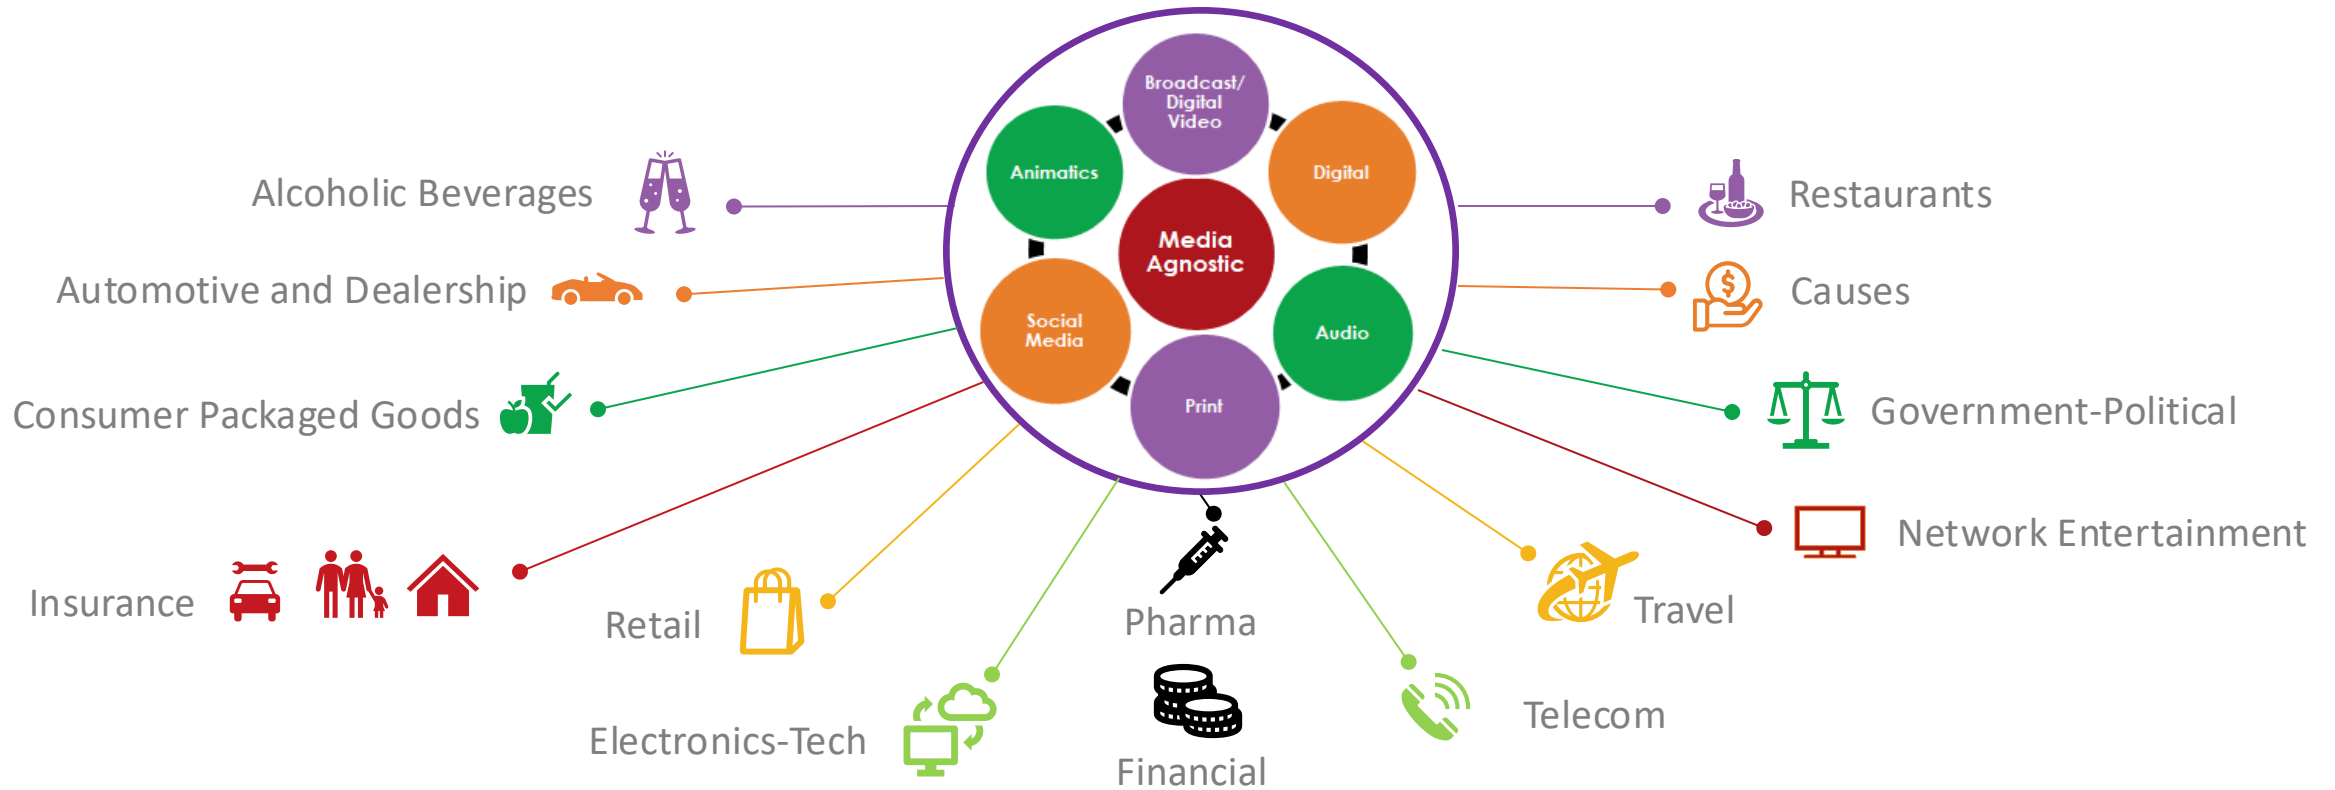 Broadcast/
Digital
Video
Animatics
Digital
Media
Agnostic
Social
Media
Audio
Print
Alcoholic Beverages
Automotive and Dealership
Consumer Packaged Goods
Insurance
Retail
Electronics-Tech
Pharma
Financial
Telecom
Travel
Network Entertainment
Government-Political
Causes
$
Restaurants